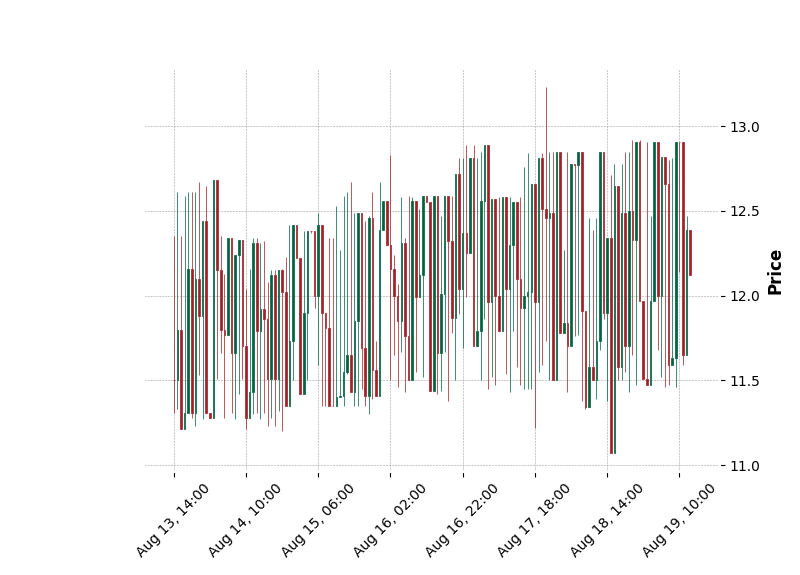 13.0
12.5
12.0
11.5
11.0
Price
Aug 13, 14:00
Aug 14, 10:00
Aug 15, 06:00
Aug 16, 02:00
Aug 16, 22:00
Aug 17, 18:00
Aug 18, 14:00
Aug 19, 10:00